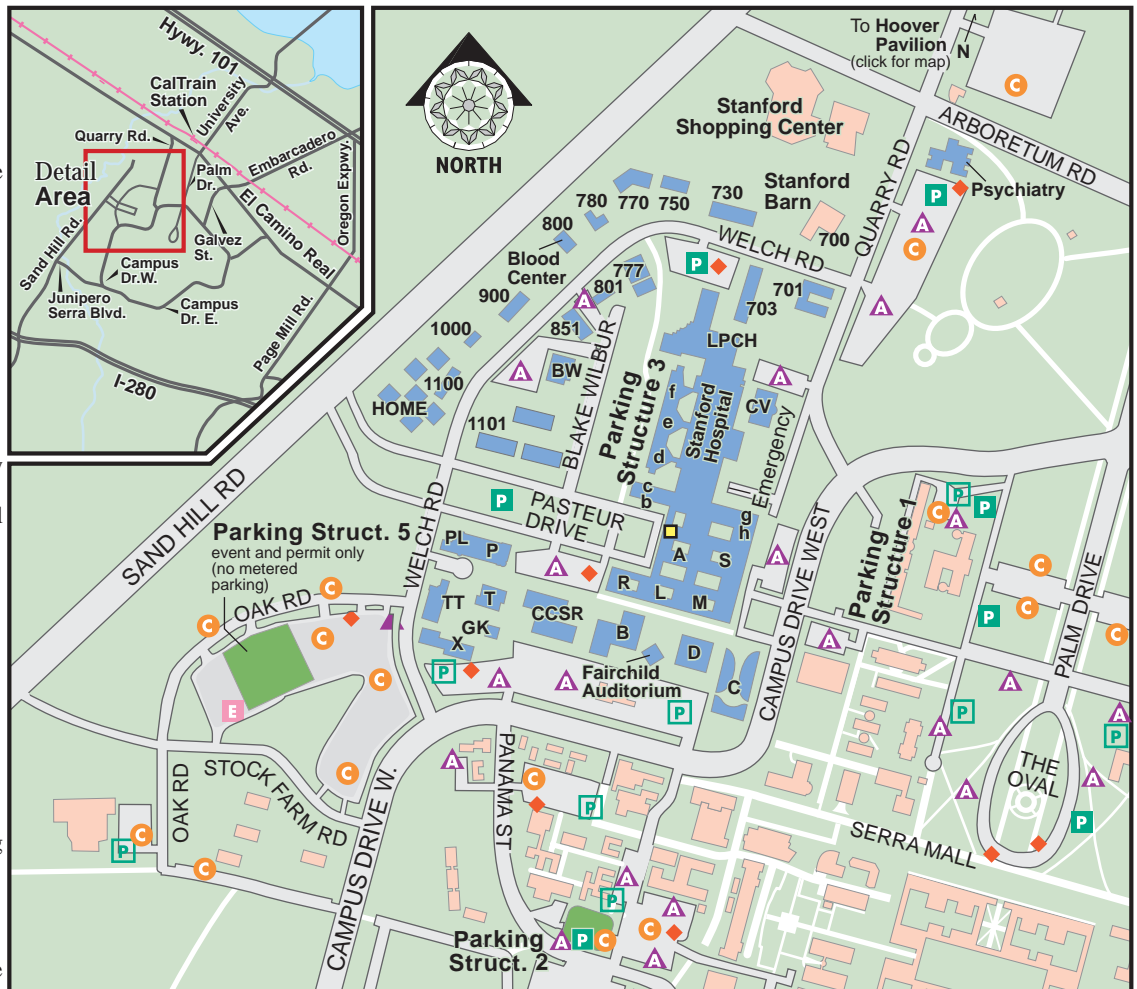 Hywy. 101
CalTrain
Station
University
Ave.
Quarry Rd.
Embarcadero
Rd.
Oregon Expwy.
Detail
Area
Palm
Dr.
El Camino Real
Sand Hill Rd.
Galvez
St.
Campus
Dr.W.
Junipero
Serra Blvd.
Campus
Dr. E.
Page Mill Rd.
I-280
NORTH
To Hoover
Pavilion
(click for map)
N
C
Stanford
Shopping Center
ARBORETUM RD
QUARRY RD
Psychiatry
P
A
C
A
770
750
730
780
Stanford
Barn
700
800
Blood
Center
WELCH RD
P
777
801
A
703
701
900
851
1000
LPCH
BLAKE WILBUR
A
BW
1100
HOME
1101
Parking
Structure 3
f
e
d
c
b
Stanford
Hospital
A
CV
Emergency
g
h
SAND HILL RD
WELCH RD
P
PASTEUR
DRIVE
CAMPUS DRIVE WEST
Parking
Structure 1
P
C
P
A
PALM DRIVE
C
C
P
C
Parking Struct. 5
event and permit only
(no metered
parking)
OAK RD
C
C
C
C
C
E
PL
P
A
A
R
L
S
M
A
TT
T
CCSR
GK
X
B
D
C
Fairchild
Auditorium
P
A
A
P
A
A
P
A
A
P
THE
OVAL
A
A
P
STOCK FARM RD
OAK RD
CAMPUS DRIVE W.
A
PANAMA ST
C
P
SERRA MALL
C
P
C
A
P
A
C
A
P
C
A
Parking
Struct. 2